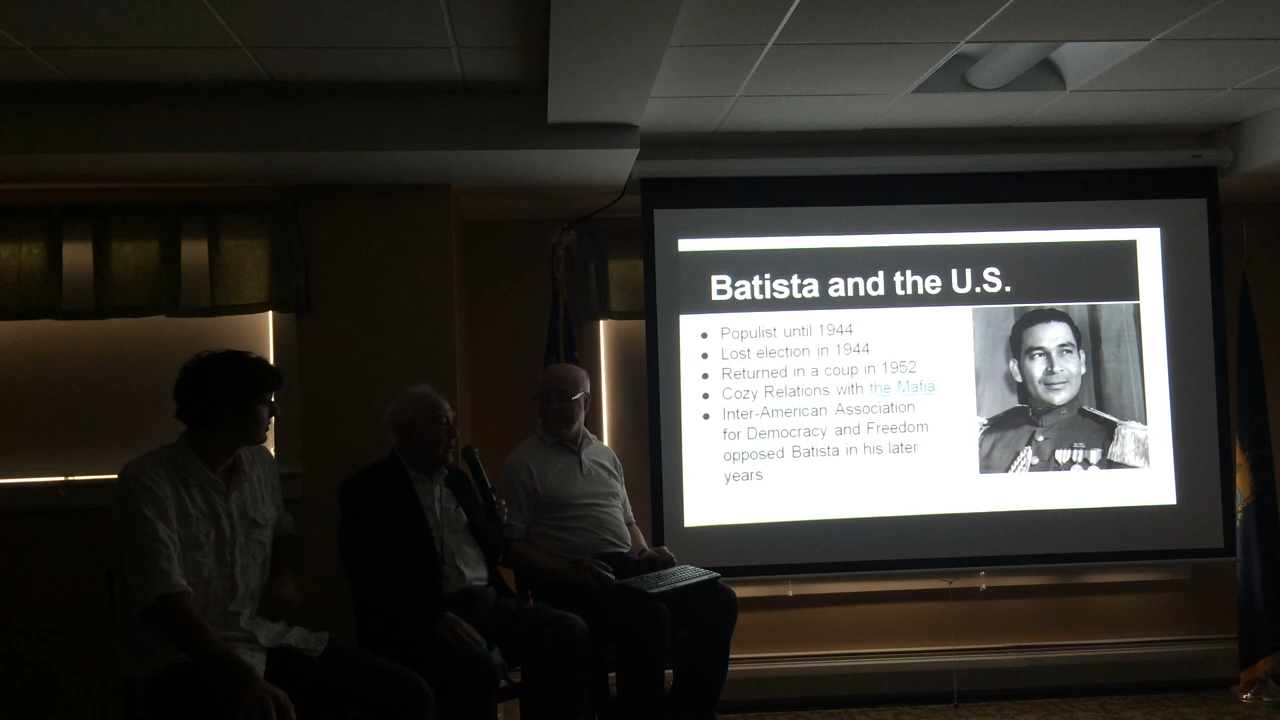 Batista and the U.S.
● Populist until 1944
● Lost election in 1944
● Returned in a coup in 1952
● Cozy Relations with the Mafia
● Inter-American Association
for Democracy and Freedom
opposed Batista in his later
years